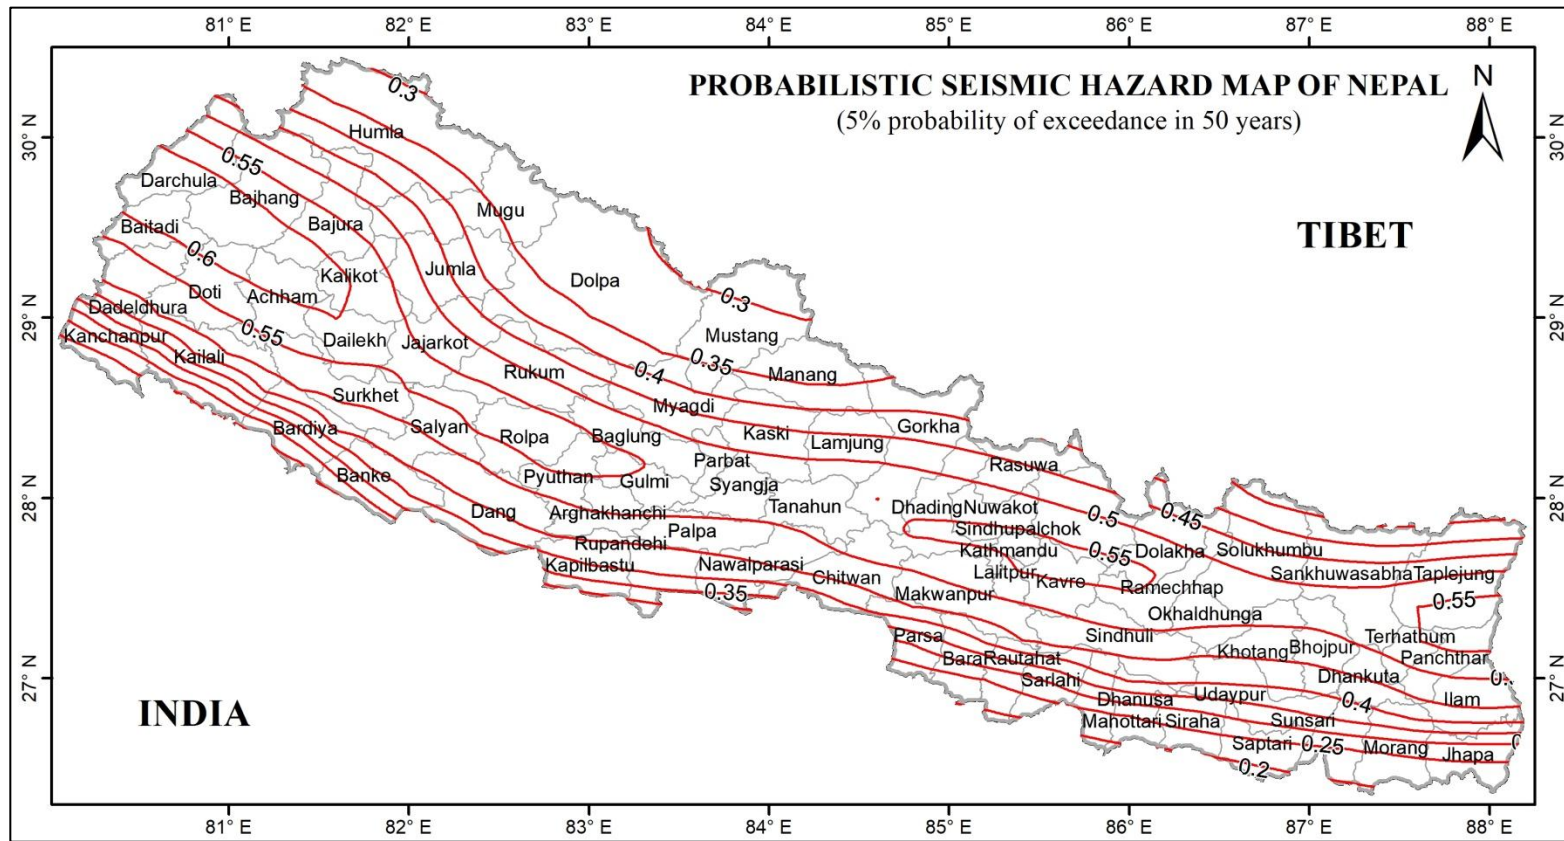 81° E 82° E 83° E 84° E 85° E 86° E 87° E 88° E
PROBABILISTIC SEISMIC HAZARD MAP OF NEPAL
(5% probability of exceedance in 50 years)
N
30° N 30° N
29° N 29° N
28° N 28° N
27° N 27° N
TIBET
INDIA
0.3
Humla
0.55
Darchula
Bajhang
Mugu
Baitadi
Bajura
0.6
Kalikot
Jumla
Dolpa
Doti
Achham
0.3
Dadeldhura
Mustang
Kanchanpur
0.55
Dailekh
Jajarkot
Kailali
0.35
Rukum
0.4
Manang
Surkhet
Myagdi
Bardiya
Salyan
Rolpa
Baglung
Kaski
Lamjung
Gorkha
Banke
Pyuthan
Gulmi
Parbat
Syangja
Rasuwa
Dang
Arghakhanchi
Tanahun
Dhading
Nuwakot
0.5
0.45
Palpa
Sindhupalchok
Rupandehi
Kathmandu
0.55
Dolakha
Solukhumbu
Kapilbastu
Nawalparasi
Chitwan
Lalitpur
Kavre
Ramechhap
Sankhuwasabha
Taplejung
0.35
Makwanpur
Okhaldhunga
0.55
Parsa
Sindhuli
Terhathum
Bara
Rautahat
Khotang
Bhojpur
Panchthar
Sarlahi
Dhankuta
Dhanusa
Udaypur
0.4
Ilam
Mahottari
Siraha
Sunsari
Saptari
0.25
Morang
Jhapa
0.2
81° E 82° E 83° E 84° E 85° E 86° E 87° E 88° E